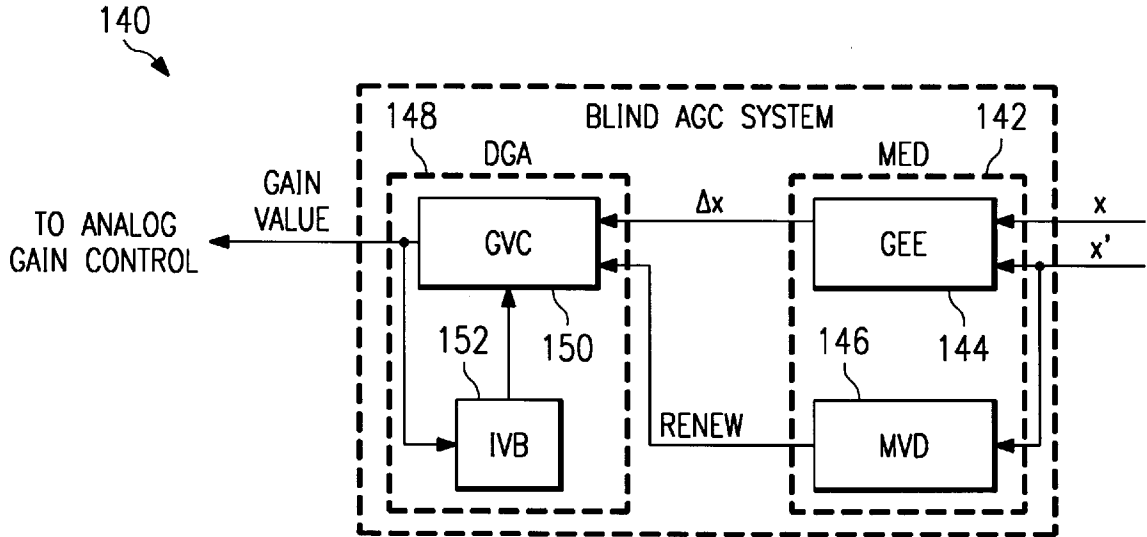 140
BLIND AGC SYSTEM
148
142
DGA
MED
GAIN
VALUE
TO ANALOG
GAIN CONTROL
GVC
Δx
GEE
x
x'
152
150
146
144
IVB
RENEW
MVD